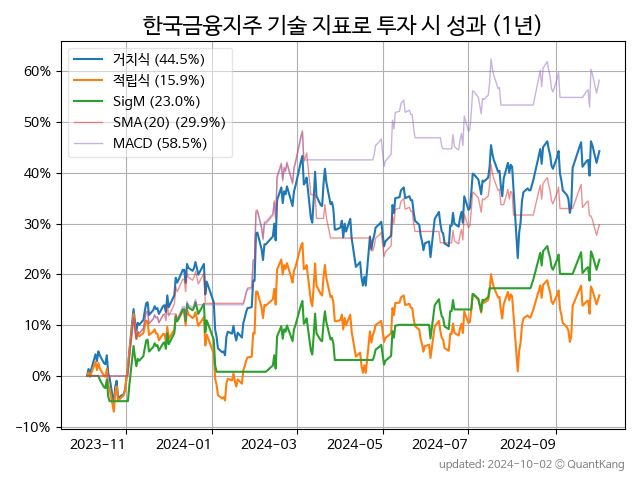 한국금융지주 기술 지표로 투자 시 성과 (1년)
거치식 (44.5%)
적립식 (15.9%)
SigM (23.0%)
SMA(20) (29.9%)
MACD (58.5%)
60%
50%
40%
30%
20%
10%
0%
−10%
2023-11 2024-01 2024-03 2024-05 2024-07 2024-09
updated: 2024-10-02 © QuantKang